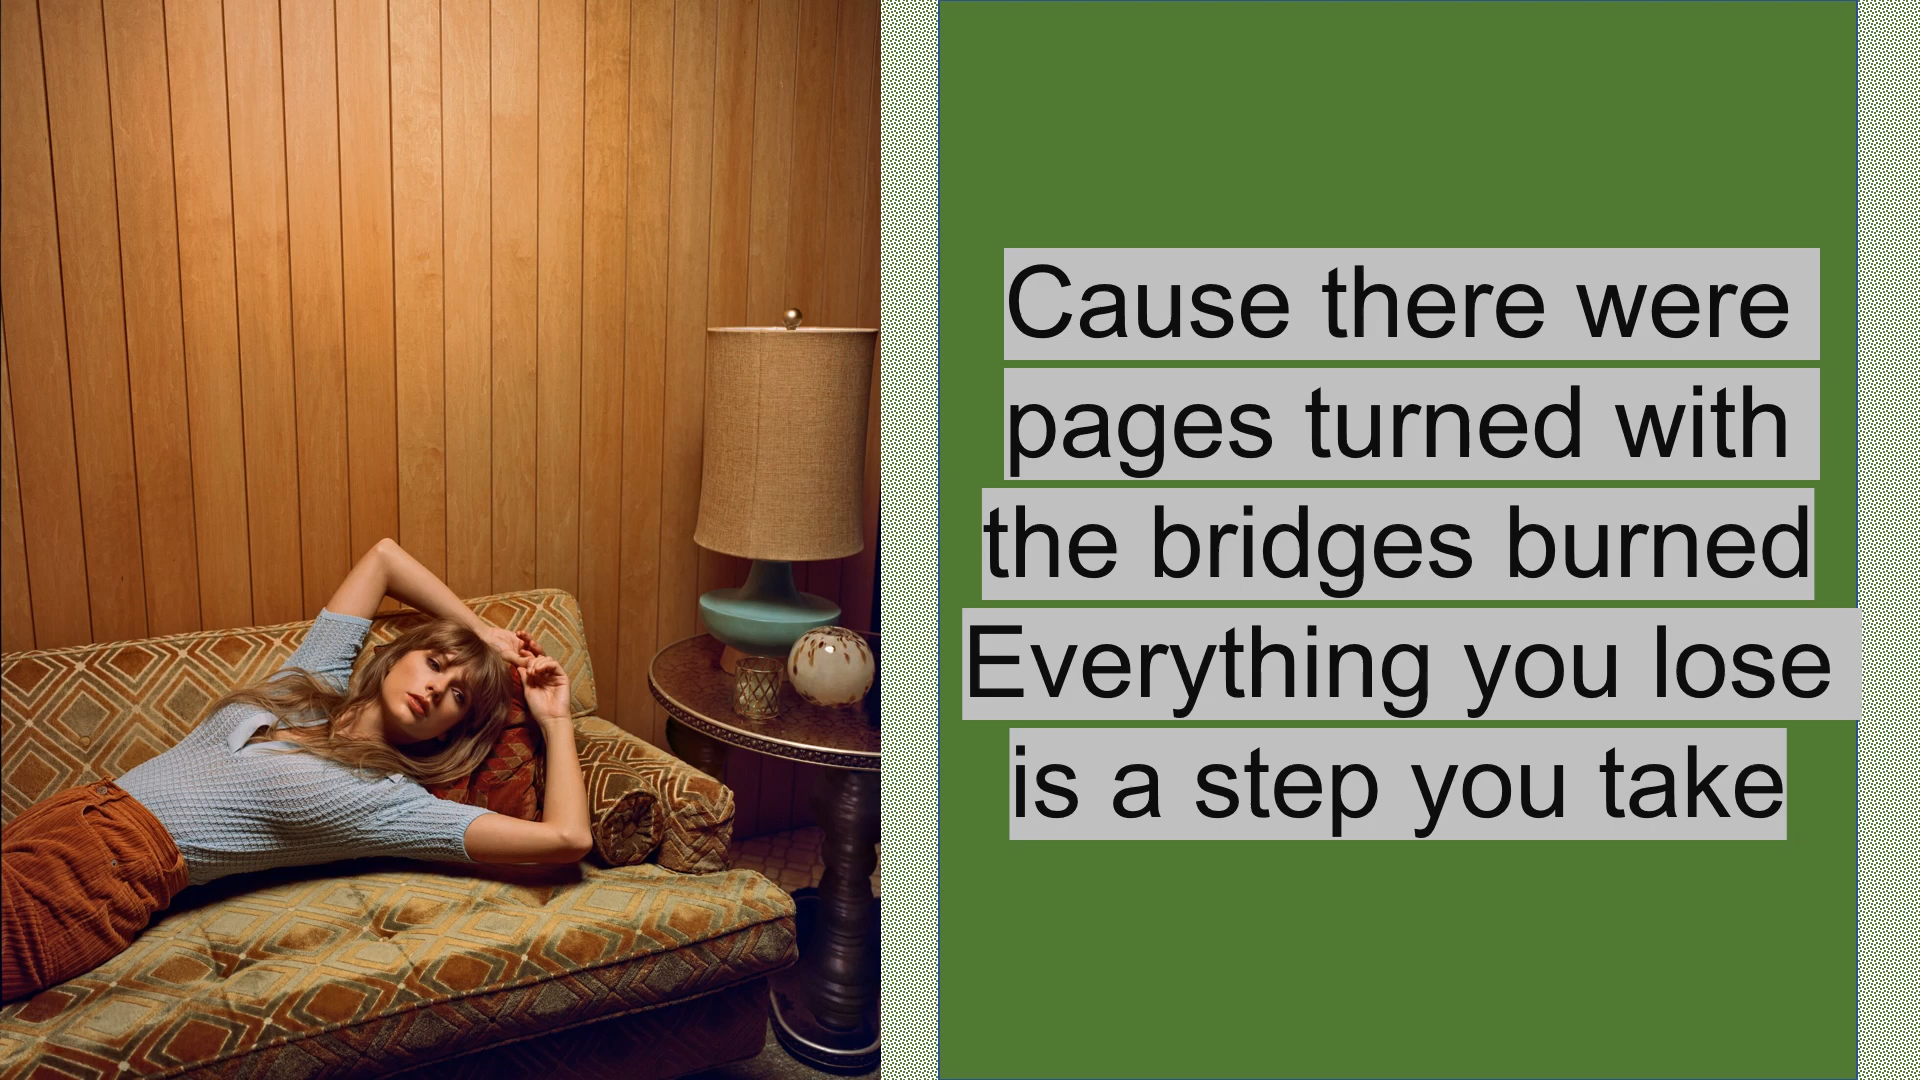 Cause there were
pages turned with
the bridges burned
Everything you lose
is a step you take